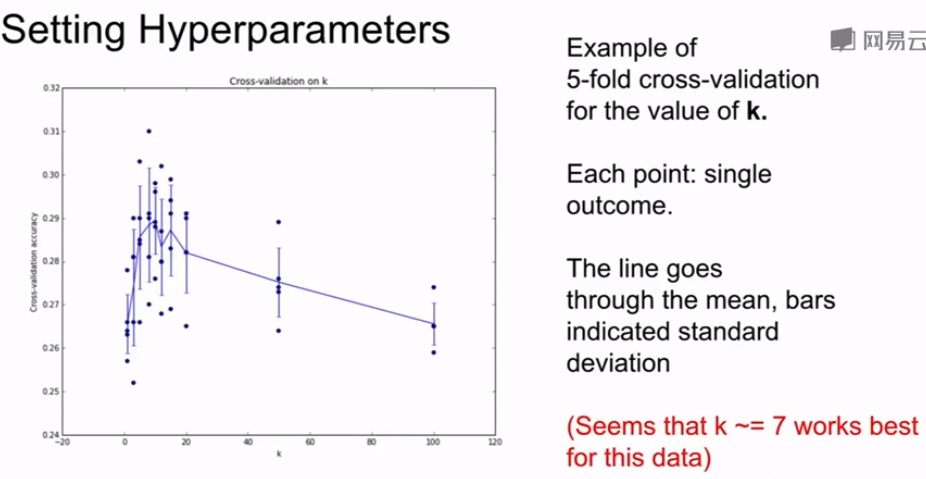 Setting Hyperparameters
网易云
Cross-validation on k
0.32
0.31
0.30
0.29
0.28
0.27
0.26
0.25
0.24
Cross-validation accuracy
−20
0
20
40
60
80
100
120
k
Example of
5-fold cross-validation
for the value of k.
Each point: single
outcome.
The line goes
through the mean, bars
indicated standard
deviation
(Seems that k ~= 7 works best
for this data)